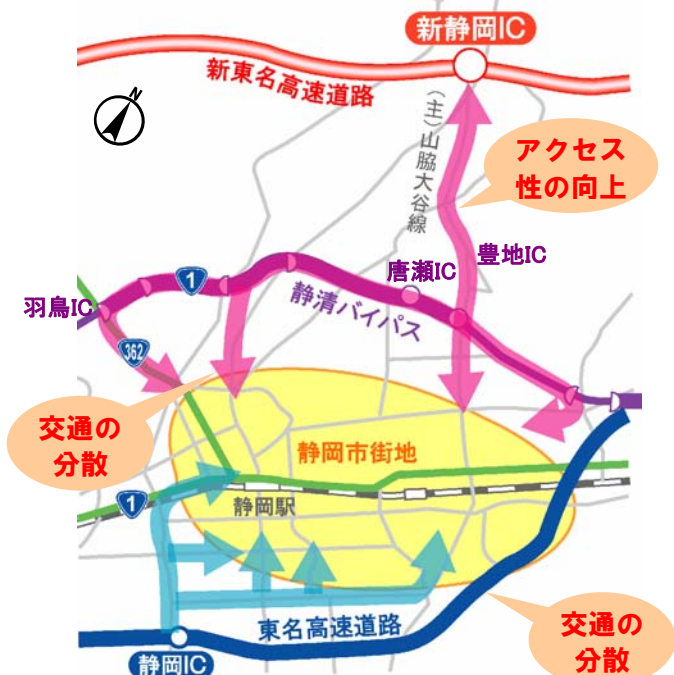 新静岡IC
新東名高速道路
N
(主)山脇大谷線
アクセス
性の向上
豊地IC
唐瀬IC
1
静清バイパス
羽鳥IC
362
交通の
分散
静岡市街地
1
静岡駅
東名高速道路
交通の
分散
静岡IC